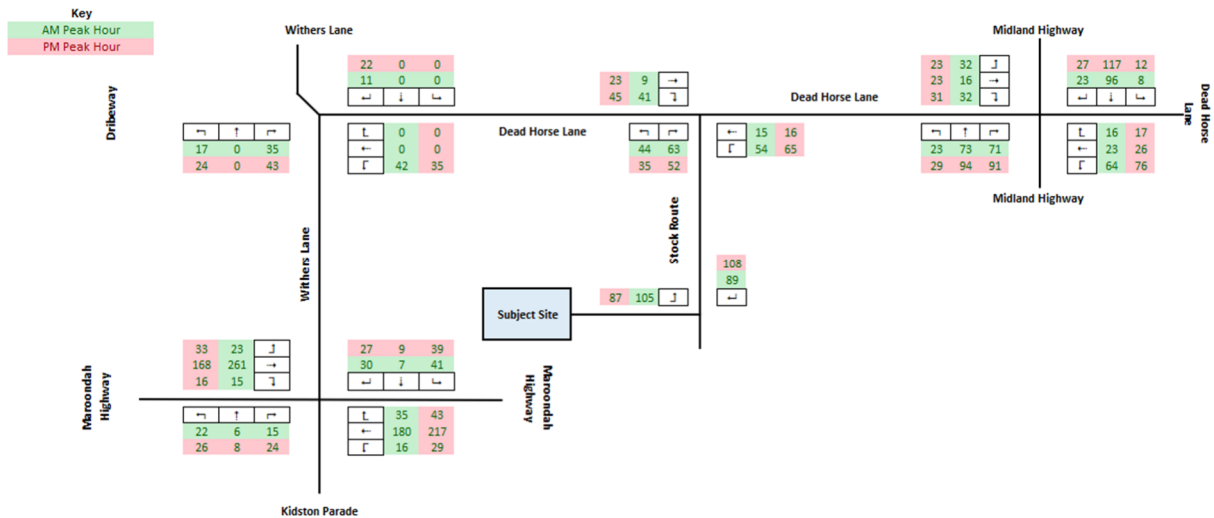 Key
AM Peak Hour
PM Peak Hour
Withers Lane
Midland Highway
22 0 0
11 0 0
↵ ↓ ↳
23 9 →
45 41 ↴
Dead Horse Lane
23 32 ⮥
23 16 →
31 32 ↴
27 117 12
23 96 8
↵ ↓ ↳
Dead Horse
Lane
Dribeway
↰ ↑ ↱
17 0 35
24 0 43
0 0
← 0 0
42 35
Dead Horse Lane
↰ ↱
44 63
35 52
← 15 16
54 65
↰ ↑ ↱
23 73 71
29 94 91
16 17
← 23 26
64 76
Midland Highway
Withers Lane
Stock Route
108
89
↵
87 105
Subject Site
33 23
168 261 →
16 15 ↴
27 9 39
30 7 41
↵ ↓ ↳
Maroondah
Highway
Maroondah
Highway
↰ ↑ ↱
22 6 15
26 8 24
35 43
← 180 217
16 29
Kidston Parade